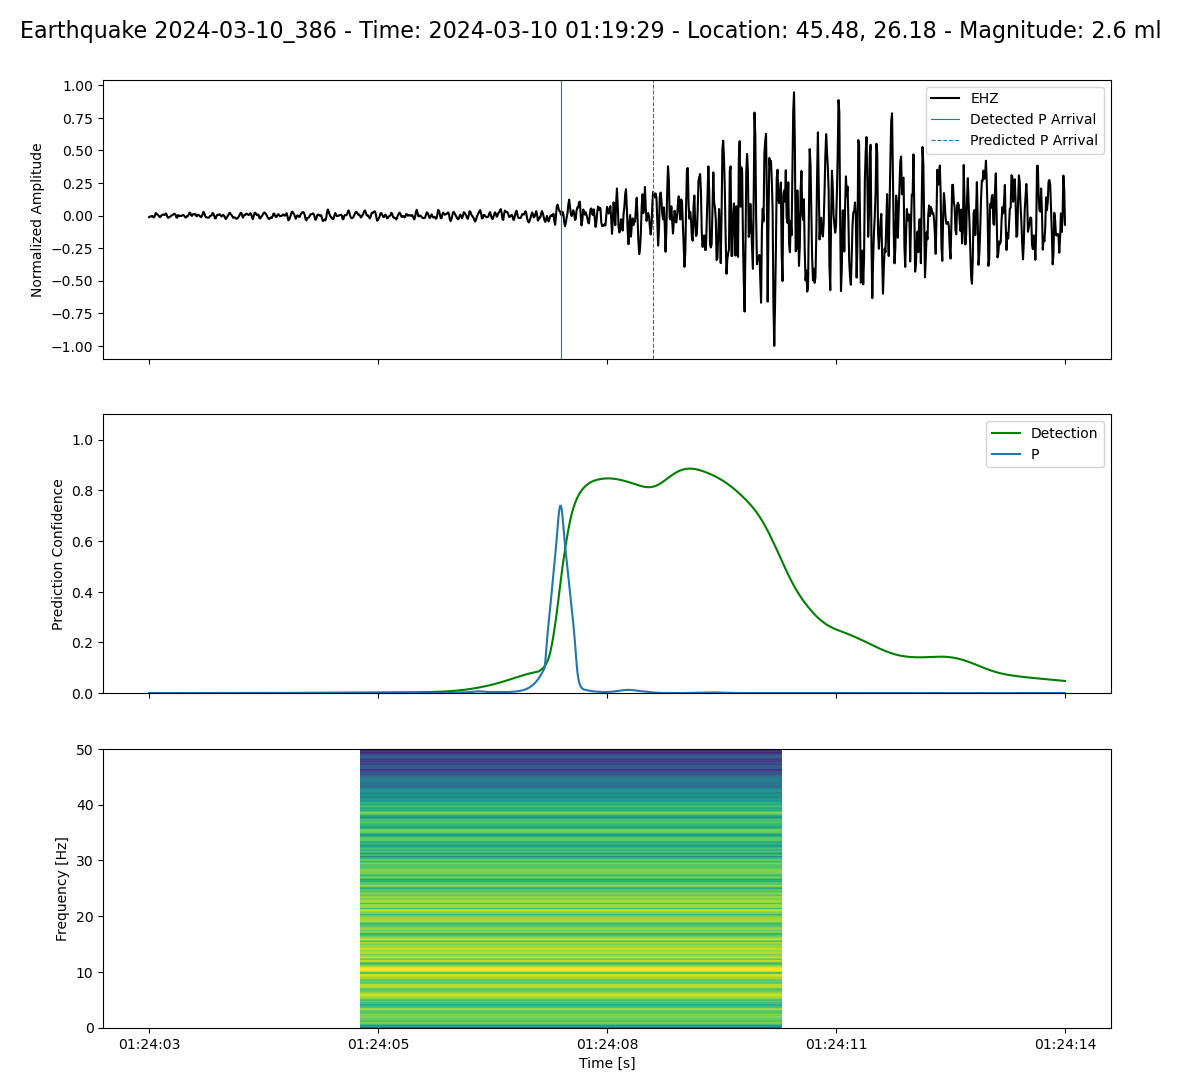 Earthquake 2024-03-10_386 - Time: 2024-03-10 01:19:29 - Location: 45.48, 26.18 - Magnitude: 2.6 ml
1.00
0.75
0.50
0.25
0.00
−0.25
−0.50
−0.75
−1.00
Normalized Amplitude
EHZ
Detected P Arrival
Predicted P Arrival
1.0
0.8
0.6
0.4
0.2
0.0
Prediction Confidence
Detection
P
50
40
30
20
10
0
Frequency [Hz]
01:24:03 01:24:05 01:24:08 01:24:11 01:24:14
Time [s]